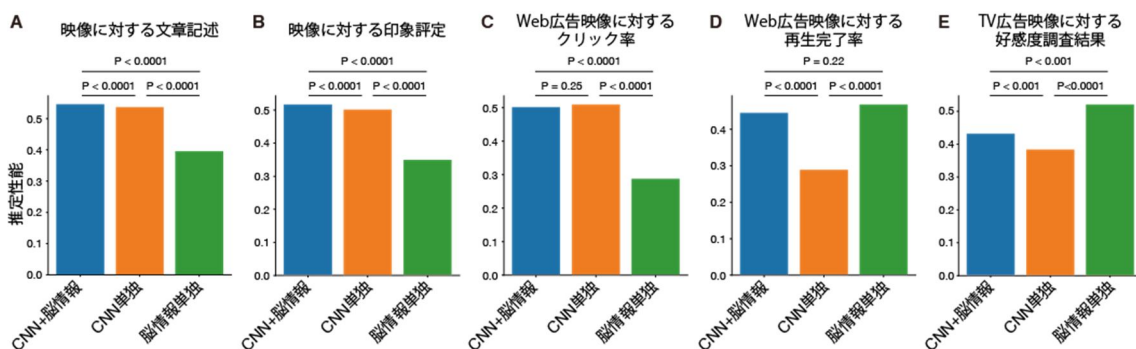 A 映像に対する文章記述
P < 0.0001
P < 0.0001 P < 0.0001
推定性能
0.5
0.4
0.3
0.2
0.1
0.0
CNN+脳情報
CNN単独
脳情報単独
B 映像に対する印象評定
P < 0.0001
P < 0.0001 P < 0.0001
0.5
0.4
0.3
0.2
0.1
0.0
CNN+脳情報
CNN単独
脳情報単独
C Web広告映像に対する
クリック率
P < 0.0001
P = 0.25 P < 0.0001
0.5
0.4
0.3
0.2
0.1
0.0
CNN+脳情報
CNN単独
脳情報単独
D Web広告映像に対する
再生完了率
P = 0.22
P < 0.0001 P < 0.0001
0.4
0.3
0.2
0.1
0.0
CNN+脳情報
CNN単独
脳情報単独
E TV広告映像に対する
好感度調査結果
P < 0.001
P < 0.001 P<0.0001
0.5
0.4
0.3
0.2
0.1
0.0
CNN+脳情報
CNN単独
脳情報単独